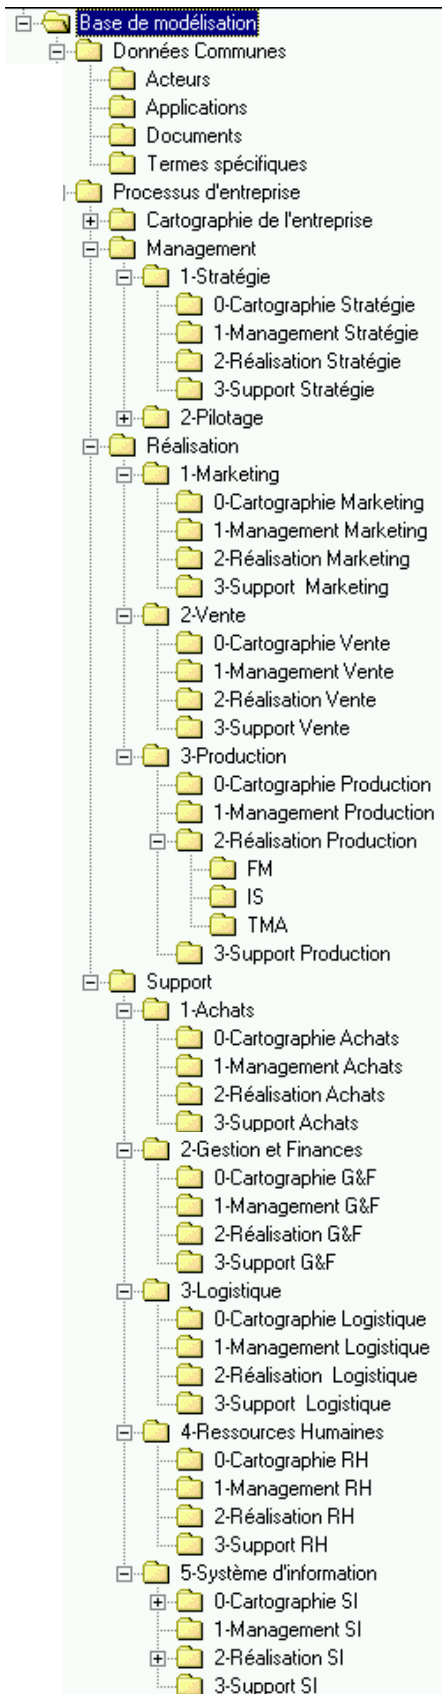 Base de modélisation
Données Communes
Acteurs
Applications
Documents
Termes spécifiques
Processus d'entreprise
Cartographie de l'entreprise
Management
1-Stratégie
0-Cartographie Stratégie
1-Management Stratégie
2-Réalisation Stratégie
3-Support Stratégie
2-Pilotage
Réalisation
1-Marketing
0-Cartographie Marketing
1-Management Marketing
2-Réalisation Marketing
3-Support Marketing
2-Vente
0-Cartographie Vente
1-Management Vente
2-Réalisation Vente
3-Support Vente
3-Production
0-Cartographie Production
1-Management Production
2-Réalisation Production
FM
IS
TMA
3-Support Production
Support
1-Achats
0-Cartographie Achats
1-Management Achats
2-Réalisation Achats
3-Support Achats
2-Gestion et Finances
0-Cartographie G&F
1-Management G&F
2-Réalisation G&F
3-Support G&F
3-Logistique
0-Cartographie Logistique
1-Management Logistique
2-Réalisation Logistique
3-Support Logistique
4-Ressources Humaines
0-Cartographie RH
1-Management RH
2-Réalisation RH
3-Support RH
5-Système d'information
0-Cartographie SI
1-Management SI
2-Réalisation SI
3-Support SI